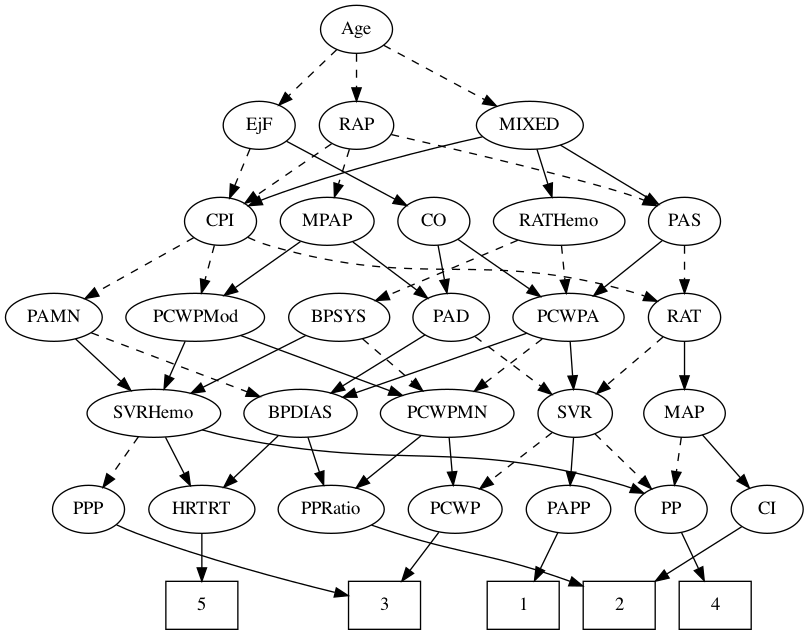 Age
EjF
RAP
MIXED
CPI
MPAP
CO
RATHemo
PAS
PAMN
PCWPMod
BPSYS
PAD
PCWPA
RAT
SVRHemo
BPDIAS
PCWPMN
SVR
MAP
PPP
HRTRT
PPRatio
PCWP
PAPP
PP
CI
5
3
1
2
4